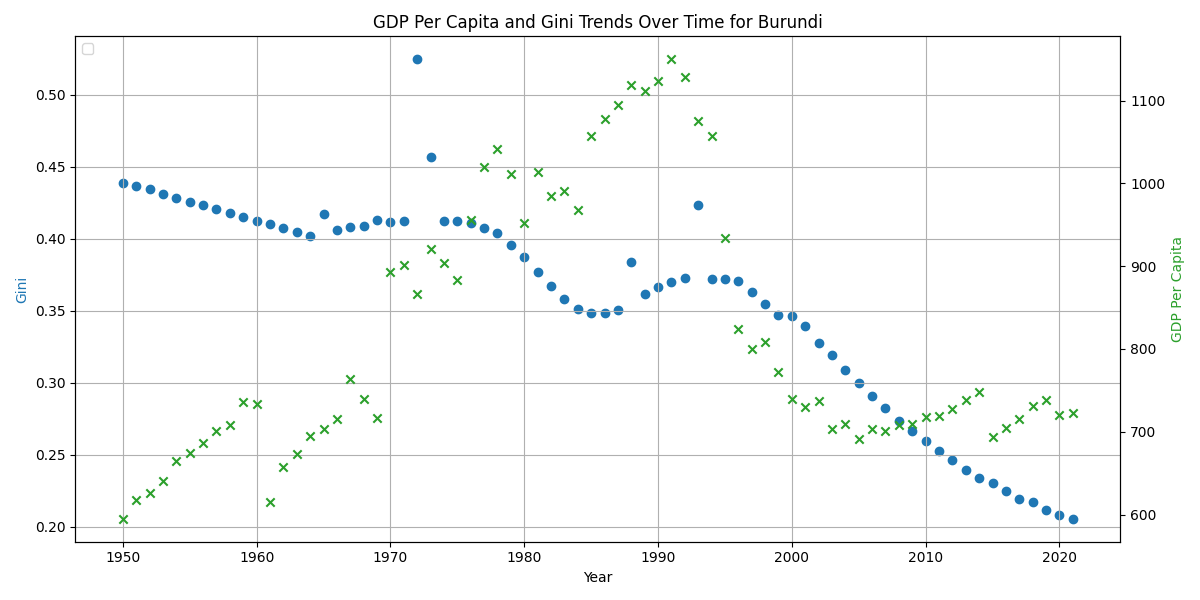 GDP Per Capita and Gini Trends Over Time for Burundi
0.50
0.45
0.40
0.35
0.30
0.25
0.20
Gini
1100
1000
900
800
700
600
GDP Per Capita
1950 1960 1970 1980 1990 2000 2010 2020
Year